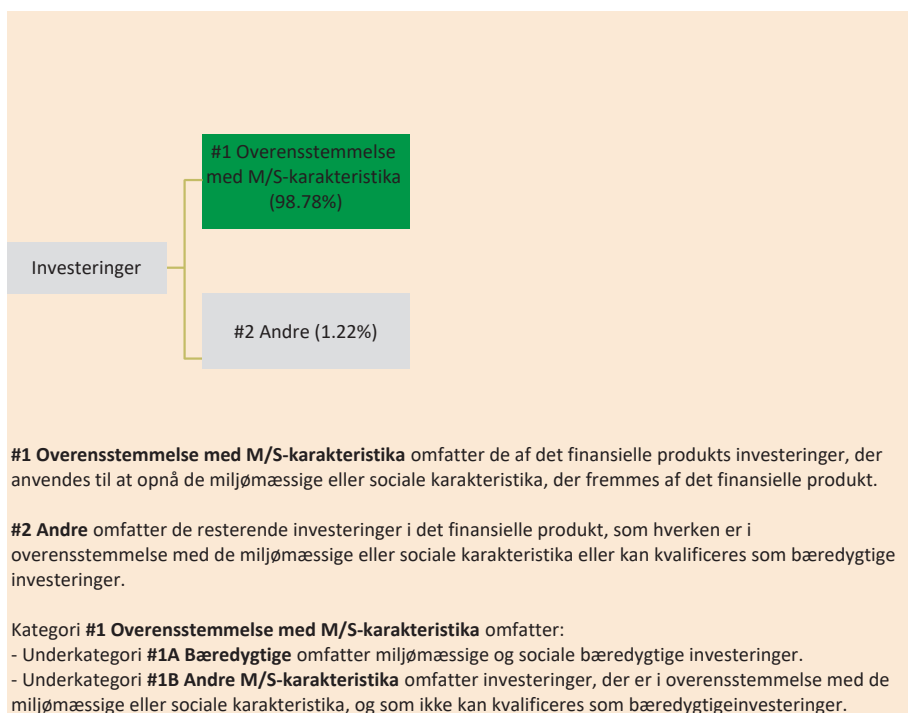 #1 Overensstemmelse
med M/S-karakteristika
(98.78%)
Investeringer
#2 Andre (1.22%)
#1 Overensstemmelse med M/S-karakteristika omfatter de af det finansielle produkts investeringer, der
anvendes til at opnå de miljømæssige eller sociale karakteristika, der fremmes af det finansielle produkt.
#2 Andre omfatter de resterende investeringer i det finansielle produkt, som hverken er i
overensstemmelse med de miljømæssige eller sociale karakteristika eller kan kvalificeres som bæredygtige
investeringer.
Kategori #1 Overensstemmelse med M/S-karakteristika omfatter:
- Underkategori #1A Bæredygtige omfatter miljømæssige og sociale bæredygtige investeringer.
- Underkategori #1B Andre M/S-karakteristika omfatter investeringer, der er i overensstemmelse med de
miljømæssige eller sociale karakteristika, og som ikke kan kvalificeres som bæredygtigeinvesteringer.